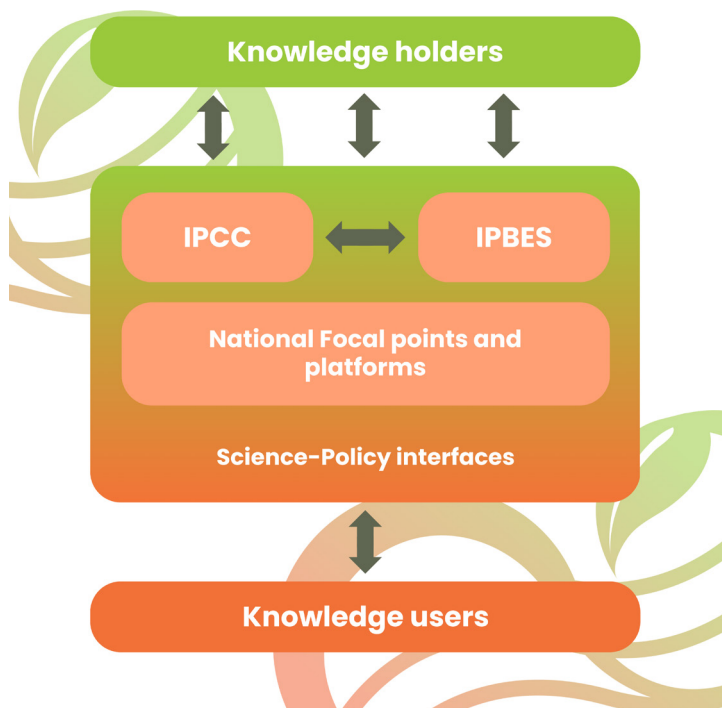 Knowledge holders
IPCC
IPBES
National Focal points and
platforms
Science-Policy interfaces
Knowledge users